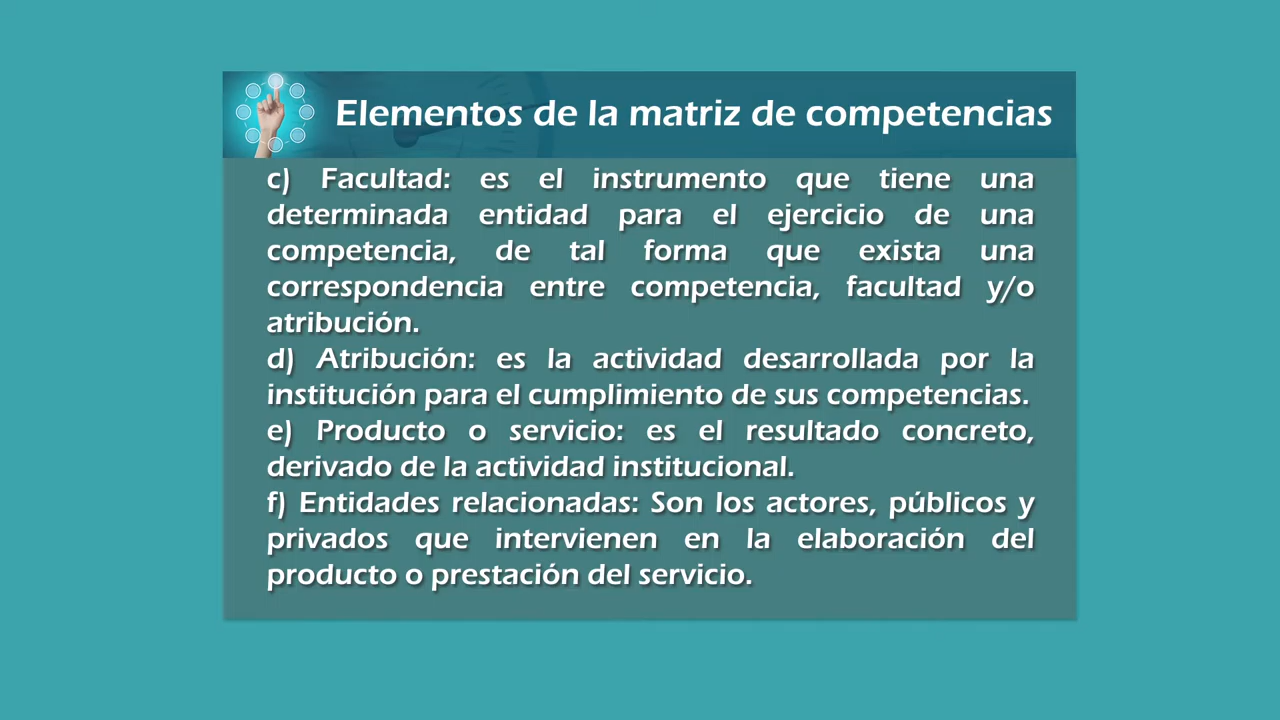 Elementos de la matriz de competencias
c) Facultad: es el instrumento que tiene una
determinada entidad para el ejercicio de una
competencia, de tal forma que exista una
correspondencia entre competencia, facultad y/o
atribución.
d) Atribución: es la actividad desarrollada por la
institución para el cumplimiento de sus competencias.
e) Producto o servicio: es el resultado concreto,
derivado de la actividad institucional.
f) Entidades relacionadas: Son los actores, públicos y
privados que intervienen en la elaboración del
producto o prestación del servicio.